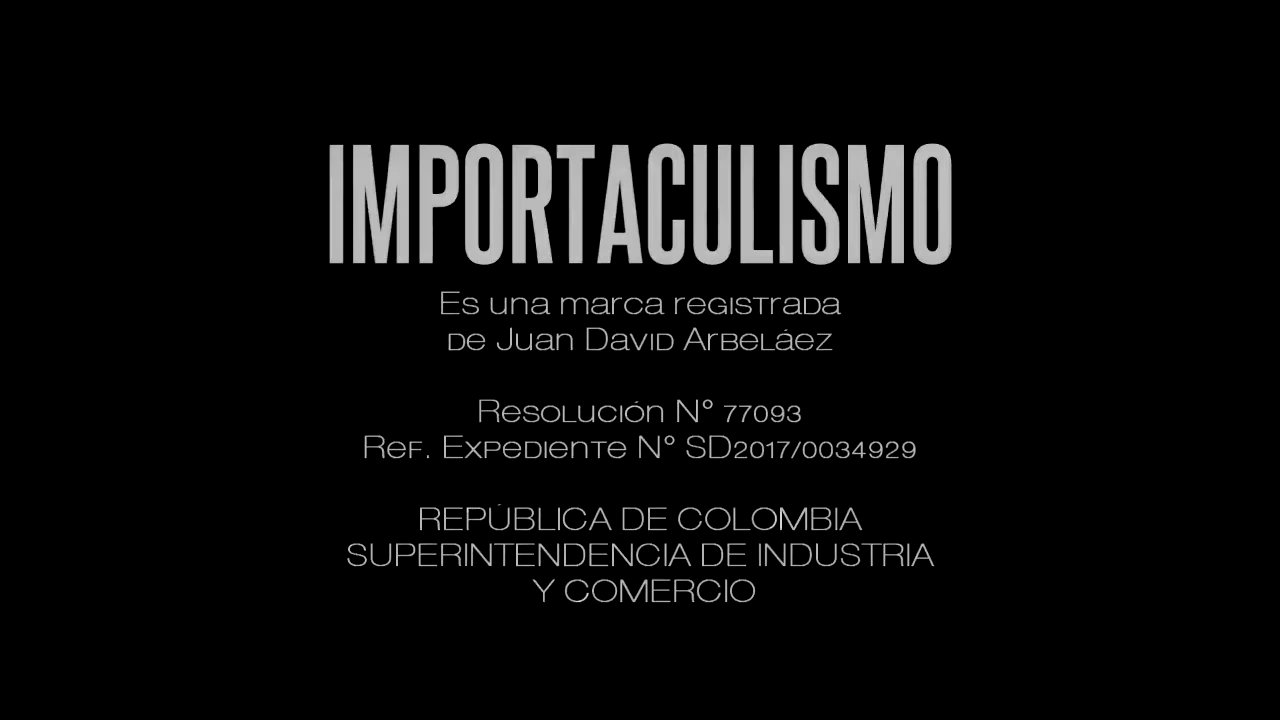 IMPORTACULISMO
Es una marca registrada
de Juan David Arbeláez
Resolución N° 77093
Ref. Expediente N° SD2017/0034929
REPÚBLICA DE COLOMBIA
SUPERINTENDENCIA DE INDUSTRIA
Y COMERCIO